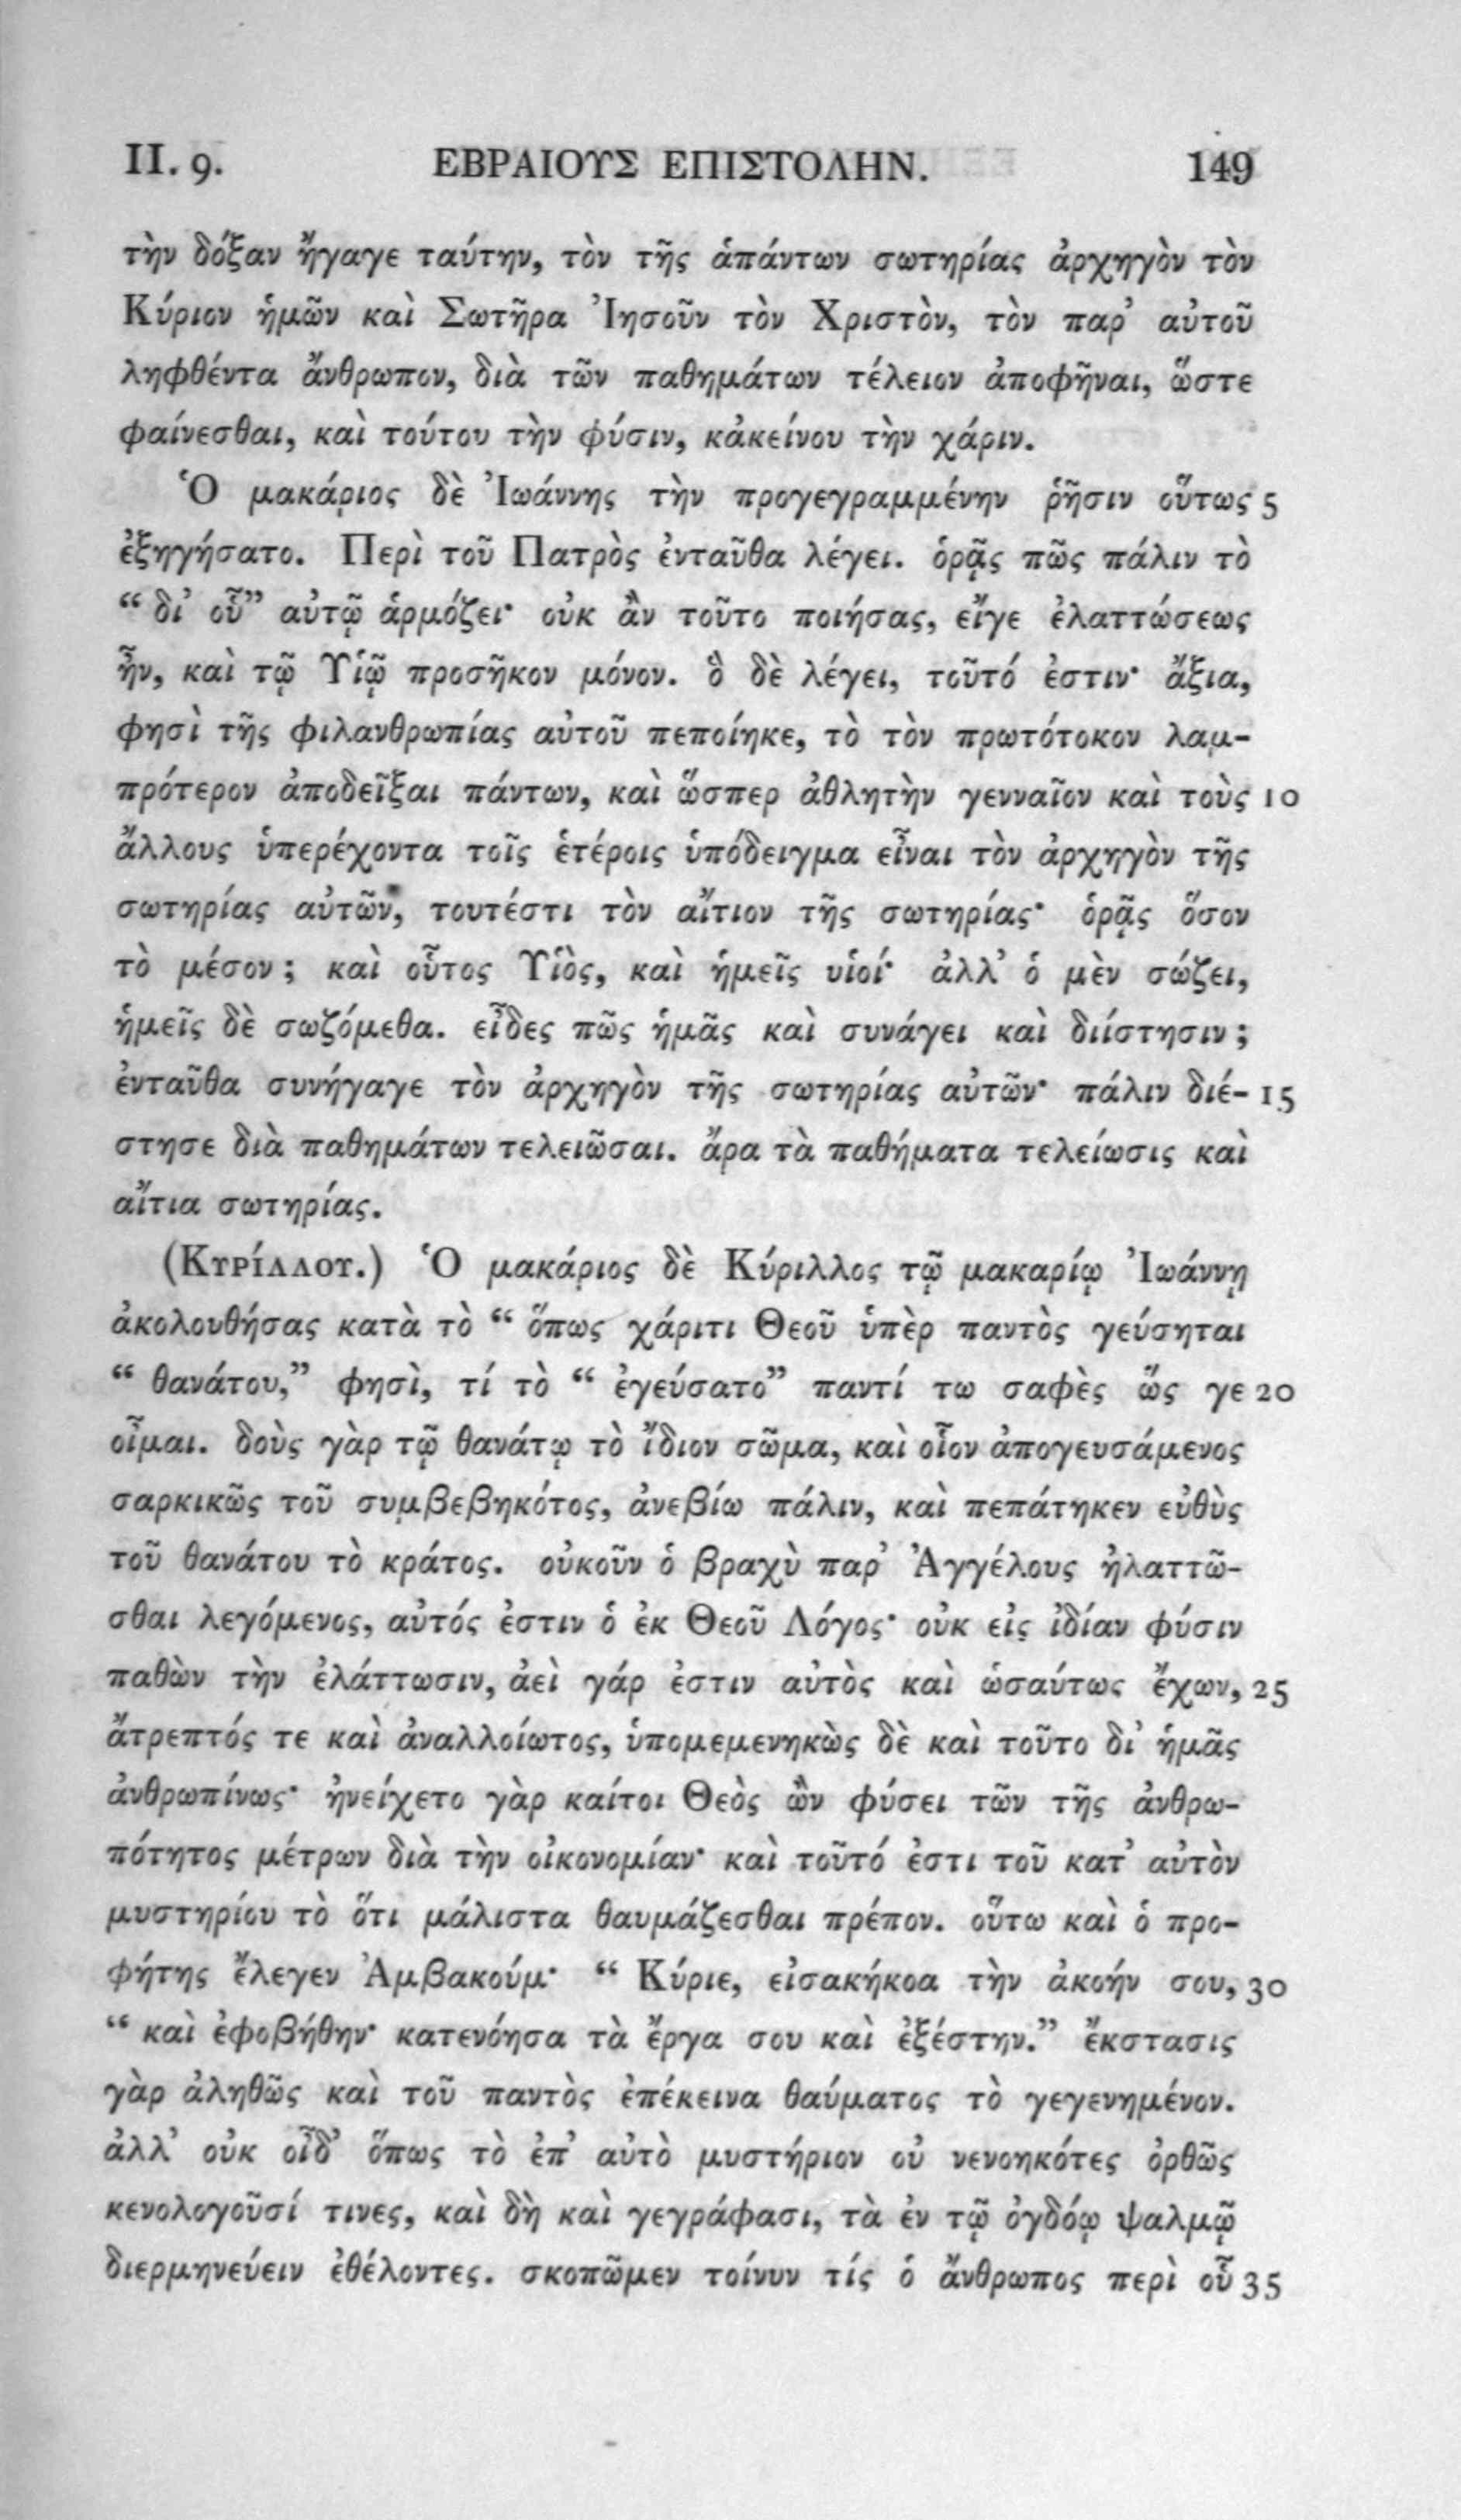 II. 9. ΕΒΡΑΙΟΥΣ ΕΠΙΣΤΟΛΗΝ. 149
τὴν δόξαν ἤγαγε ταύτην, τὸν τῆς ἁπάντων σωτηρίας ἀρχηγὸν τὸν
Κύριον ἡμῶν καὶ Σωτῆρα Ἰησοῦν τὸν Χριστὸν, τὸν παρ’ αὐτοῦ
ληφθέντα ἄνθρωπον, διὰ τῶν παθημάτων τέλειον ἀποφῆναι, ὥστε
φαίνεσθαι, καὶ τούτου τὴν φύσιν, κἀκείνου τὴν χάριν.
Ὁ μακάριος δὲ Ἰωάννης τὴν προγεγραμμένην ῥῆσιν οὕτως 5
ἐξηγήσατο. Περὶ τοῦ Πατρὸς ἐνταῦθα λέγει. ὁρᾷς πῶς πάλιν τὸ
“ δι’ οὗ” αὐτῷ ἁρμόζει· οὐκ ἂν τοῦτο ποιήσας, εἴγε ἐλαττώσεως
ἦν, καὶ τῷ Υἱῷ προσῆκον μόνον. ὃ δὲ λέγει, τοῦτό ἐστιν· ἄξια,
φησὶ τῆς φιλανθρωπίας αὐτοῦ πεποίηκε, τὸ τὸν πρωτότοκον λαμ-
πρότερον ἀποδεῖξαι πάντων, καὶ ὥσπερ ἀθλητὴν γενναῖον καὶ τοὺς 10
ἄλλους ὑπερέχοντα τοῖς ἑτέροις ὑπόδειγμα εἶναι τὸν ἀρχηγὸν τῆς
σωτηρίας αὐτῶν, τουτέστι τὸν αἴτιον τῆς σωτηρίας· ὁρᾷς ὅσον
τὸ μέσον ; καὶ οὗτος Υἱὸς, καὶ ἡμεῖς υἱοί· ἀλλ’ ὁ μὲν σώζει,
ἡμεῖς δὲ σωζόμεθα. εἶδες πῶς ἡμᾶς καὶ συνάγει καὶ διίστησιν ;
ἐνταῦθα συνήγαγε τὸν ἀρχηγὸν τῆς σωτηρίας αὐτῶν· πάλιν διέ- 15
στησε διὰ παθημάτων τελειῶσαι. ἄρα τὰ παθήματα τελείωσις καὶ
αἴτια σωτηρίας.
(Κυρίλλου.) Ὁ μακάριος δὲ Κύριλλος τῷ μακαρίῳ Ἰωάννῃ
ἀκολουθήσας κατὰ τὸ “ ὅπως χάριτι Θεοῦ ὑπὲρ παντὸς γεύσηται
“ θανάτου,” φησὶ, τί τὸ “ ἐγεύσατο” παντί τω σαφὲς ὥς γε 20
οἶμαι. δοὺς γὰρ τῷ θανάτῳ τὸ ἴδιον σῶμα, καὶ οἷον ἀπογευσάμενος
σαρκικῶς τοῦ συμβεβηκότος, ἀνεβίω πάλιν, καὶ πεπάτηκεν εὐθὺς
τοῦ θανάτου τὸ κράτος. οὐκοῦν ὁ βραχὺ παρ’ Ἀγγέλους ἠλαττῶ-
σθαι λεγόμενος, αὐτός ἐστιν ὁ ἐκ Θεοῦ Λόγος· οὐκ εἰς ἰδίαν φύσιν
παθὼν τὴν ἐλάττωσιν, ἀεὶ γάρ ἐστιν αὐτὸς καὶ ὡσαύτως ἔχων, 25
ἄτρεπτός τε καὶ ἀναλλοίωτος, ὑπομεμενηκὼς δὲ καὶ τοῦτο δι’ ἡμᾶς
ἀνθρωπίνως· ἠνείχετο γὰρ καίτοι Θεὸς ὢν φύσει τῶν τῆς ἀνθρω-
πότητος μέτρων διὰ τὴν οἰκονομίαν· καὶ τοῦτό ἐστι τοῦ κατ’ αὐτὸν
μυστηρίου τὸ ὅτι μάλιστα θαυμάζεσθαι πρέπον. οὕτω καὶ ὁ προ-
φήτης ἔλεγεν Ἀμβακούμ· “ Κύριε, εἰσακήκοα τὴν ἀκοήν σου, 30
“ καὶ ἐφοβήθην· κατενόησα τὰ ἔργα σου καὶ ἐξέστην.” ἔκστασις
γὰρ ἀληθῶς καὶ τοῦ παντὸς ἐπέκεινα θαύματος τὸ γεγενημένον.
ἀλλ’ οὐκ οἶδ’ ὅπως τὸ ἐπ’ αὐτὸ μυστήριον οὐ νενοηκότες ὀρθῶς
κενολογοῦσί τινες, καὶ δὴ καὶ γεγράφασι, τὰ ἐν τῷ ὀγδόῳ ψαλμῷ
διερμηνεύειν ἐθέλοντες. σκοπῶμεν τοίνυν τίς ὁ ἄνθρωπος περὶ οὗ 35